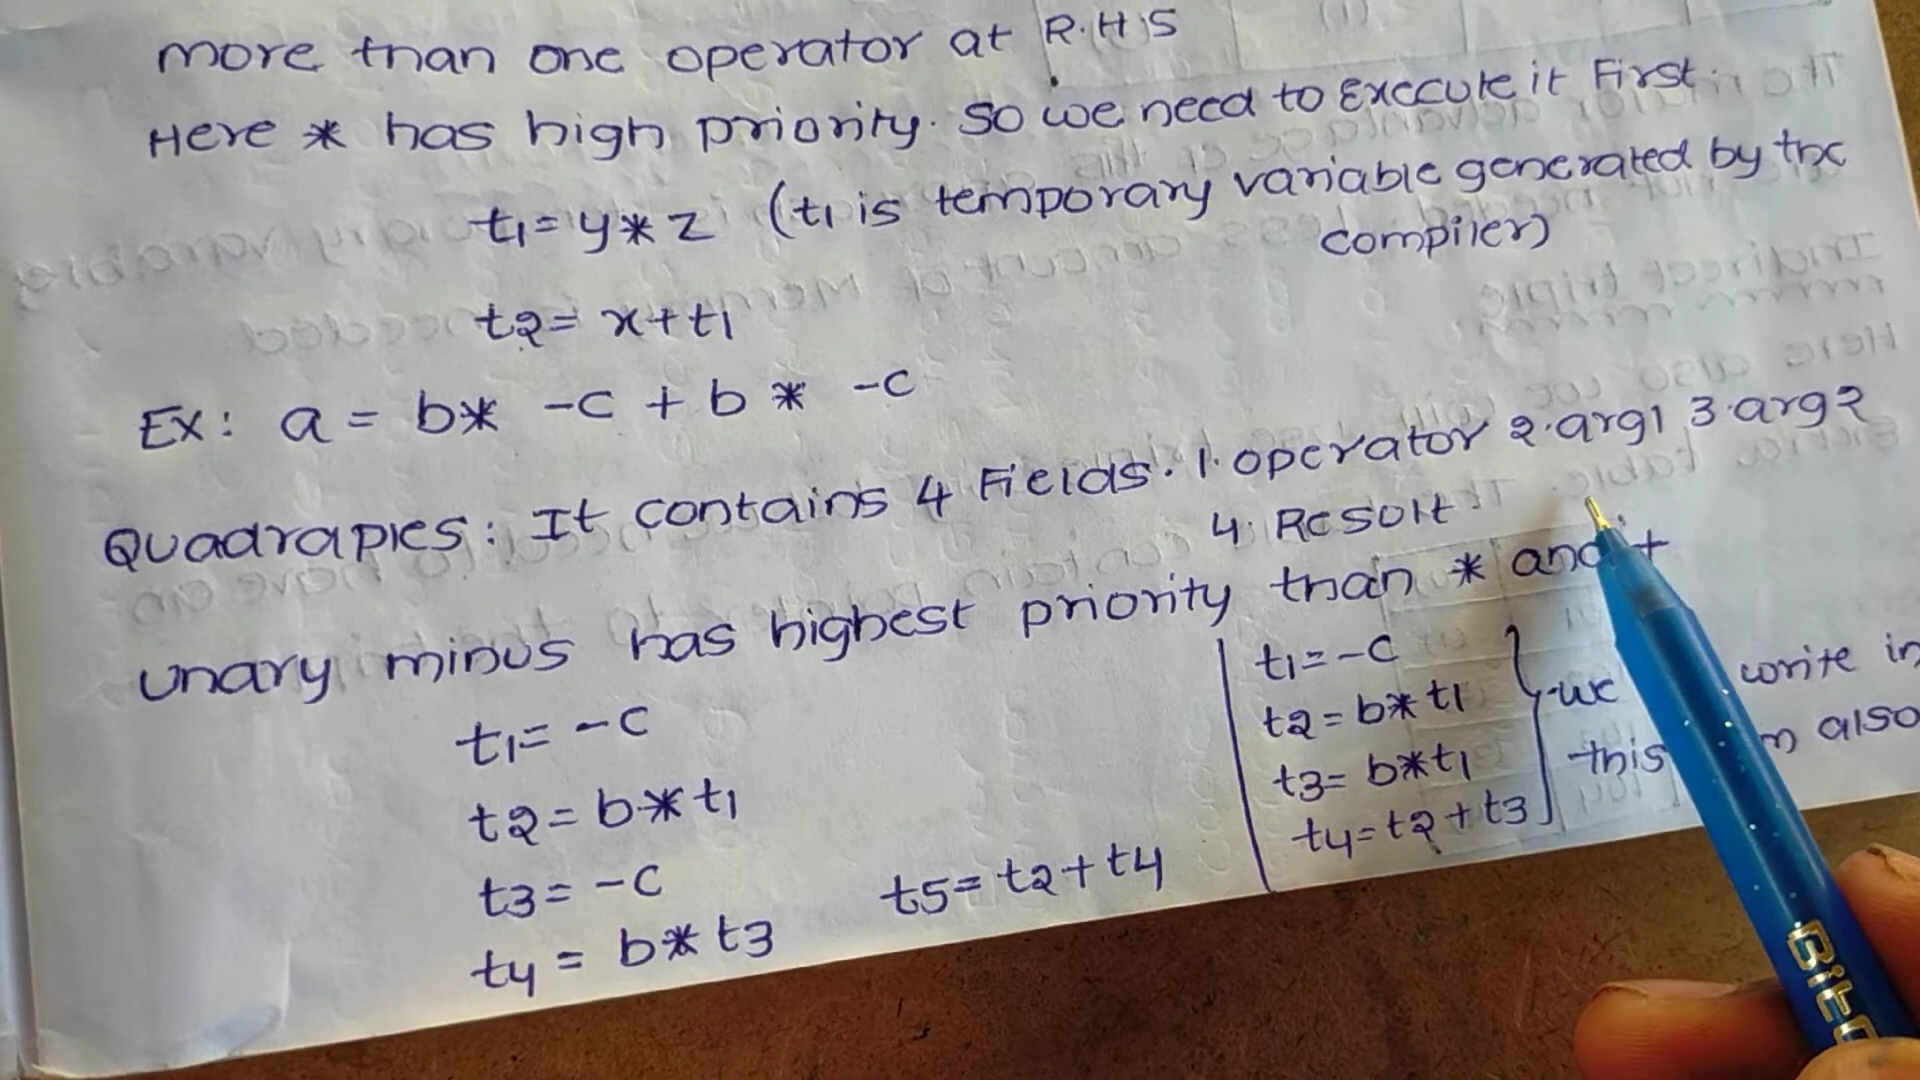 more than one operator at R.H.S
Here * has high priority. So we need to execute it First.
t1 = y * z (t1 is temporary variable generated by the
compiler)
t2 = x + t1
Ex: a = b * -c + b * -c
Quadraples: It contains 4 Fields. 1. operator 2. arg1 3. arg2
4. Result
unary minus has highest priority than * and +
t1 = -c
t2 = b * t1
t3 = -c
t4 = b * t3
t5 = t2 + t4
t1 = -c
t2 = b * t1
t3 = b * t1
t4 = t2 + t3
we write in
this also